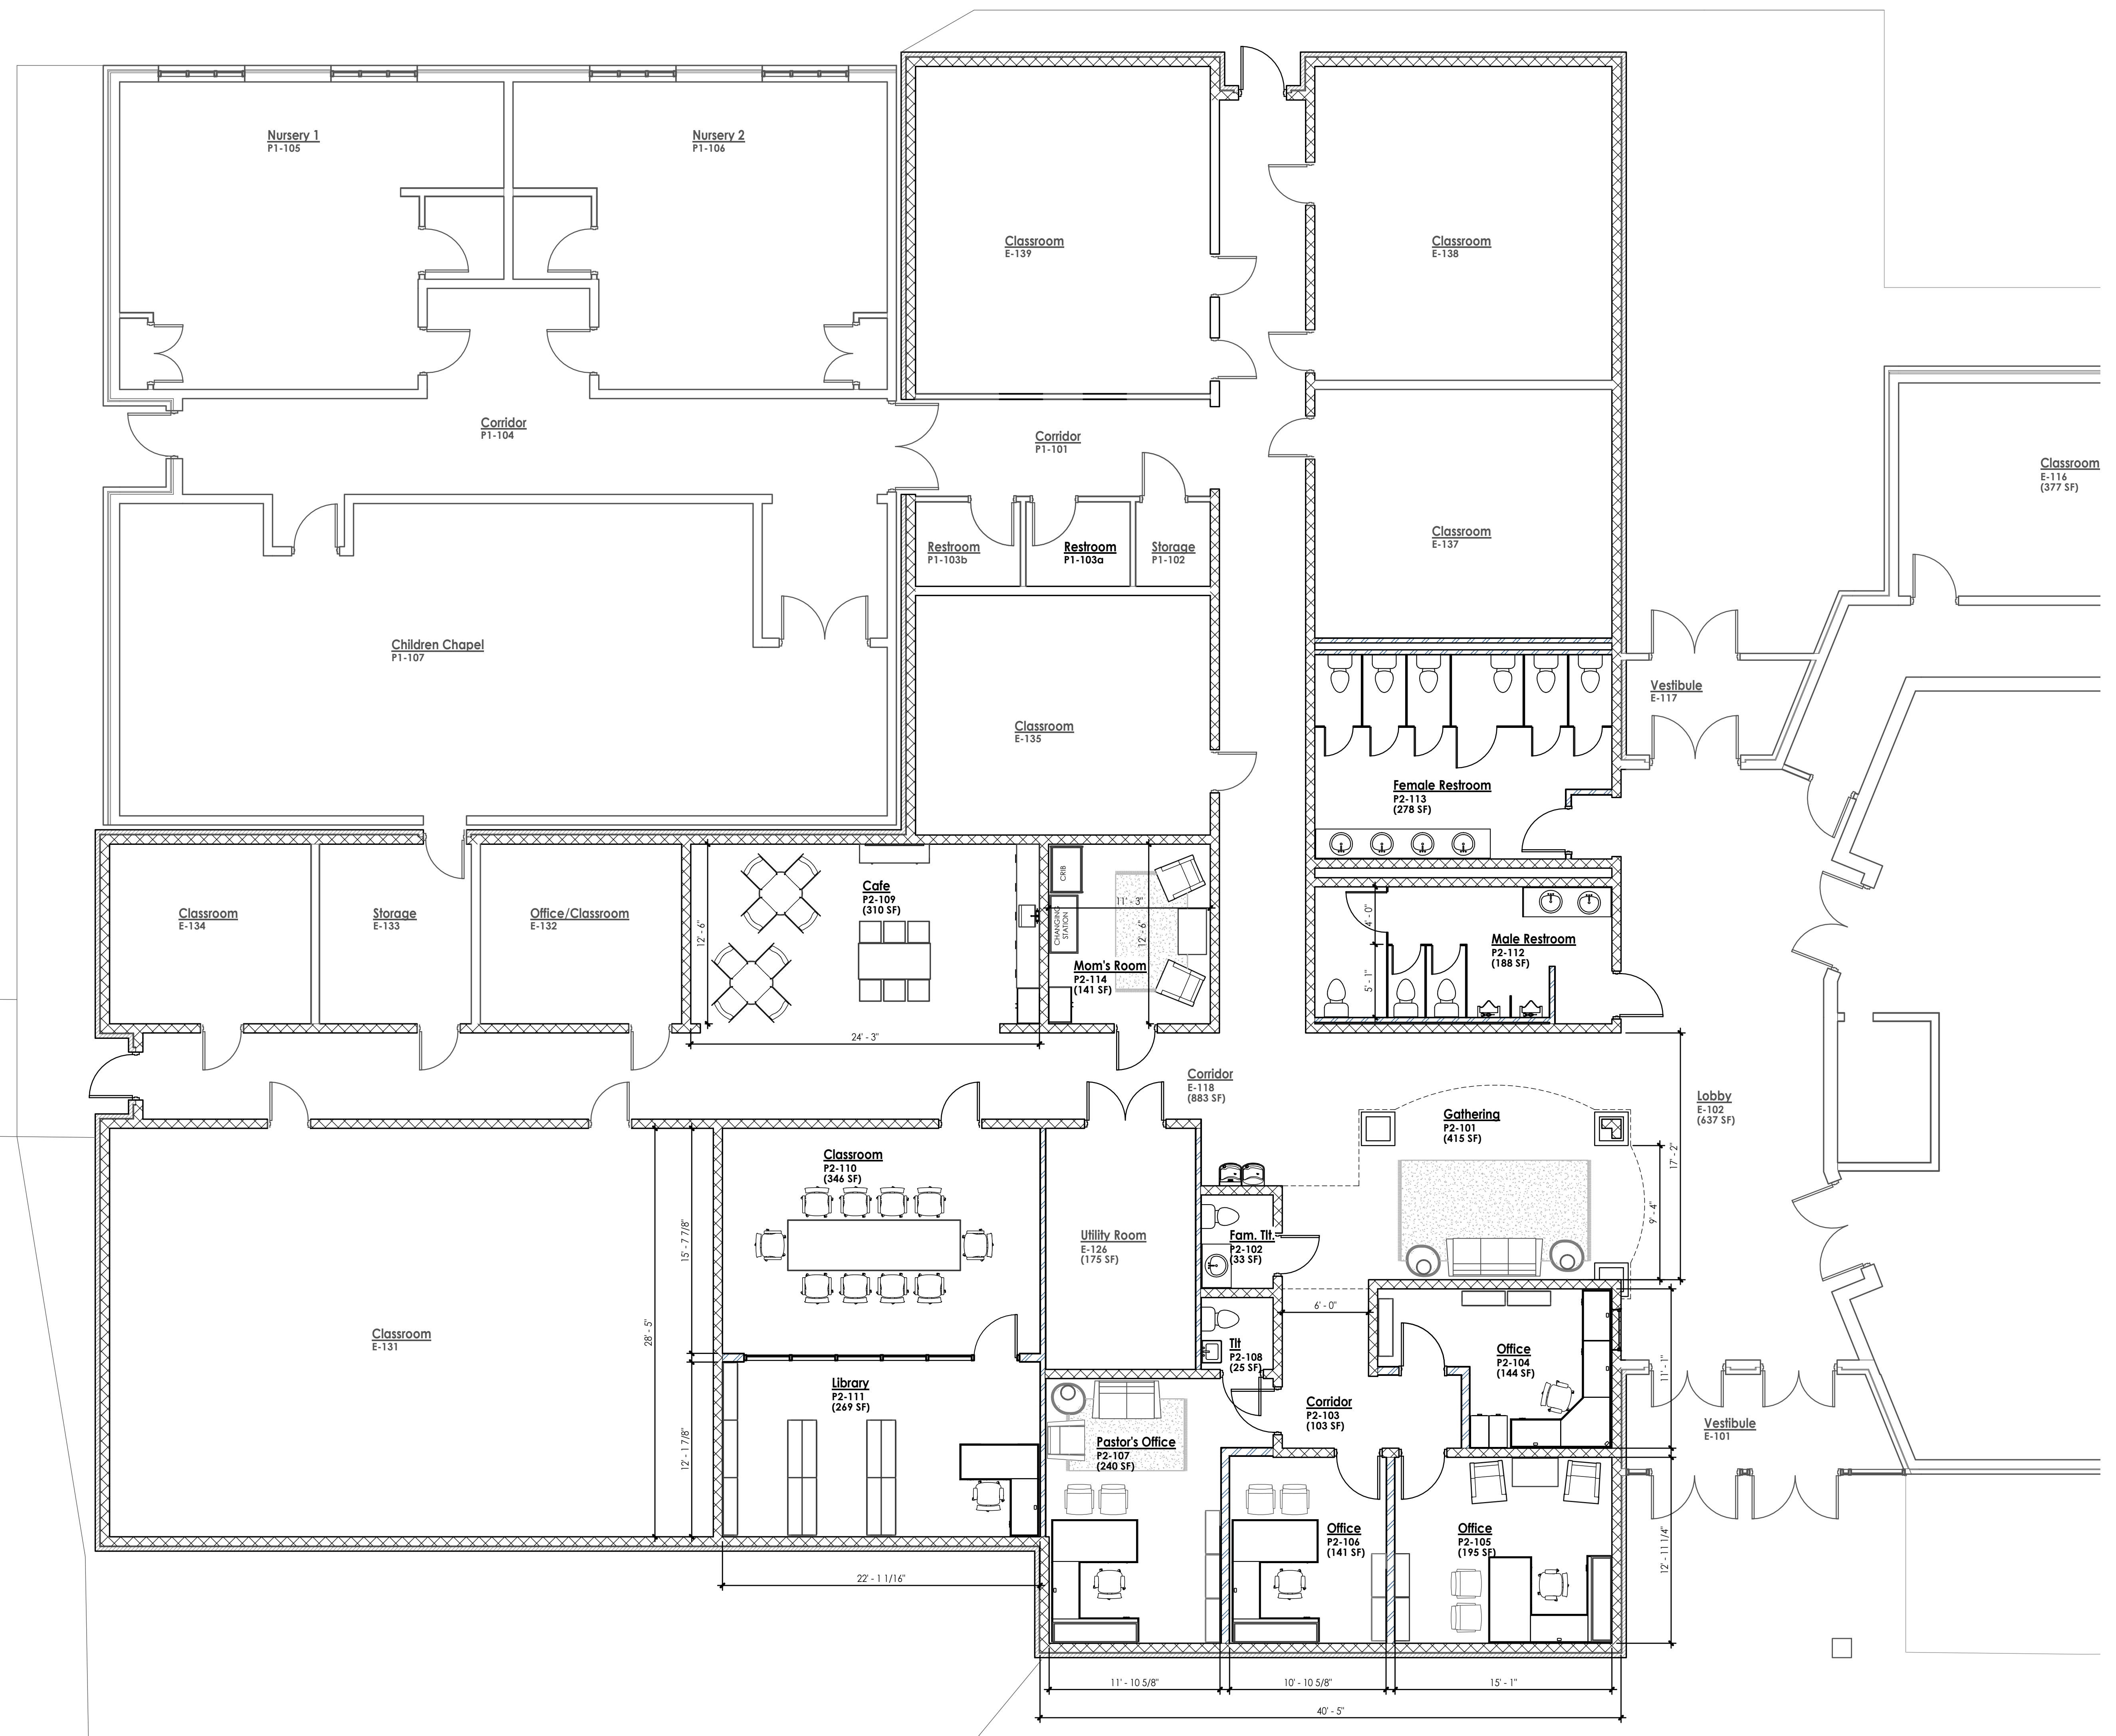 Nursery 1
P1-105
Nursery 2
P1-106
Classroom
E-139
Classroom
E-138
Corridor
P1-104
Corridor
P1-101
Classroom
E-116
(377 SF)
Restroom
P1-103b
Restroom
P1-103a
Storage
P1-102
Classroom
E-137
Children Chapel
P1-107
Vestibule
E-117
Classroom
E-135
Female Restroom
P2-113
(278 SF)
Classroom
E-134
Storage
E-133
Office/Classroom
E-132
12' - 6"
Cafe
P2-109
(310 SF)
24' - 3"
CRIB
CHANGING
STATION
11' - 3"
12' - 6"
Mom's Room
P2-114
(141 SF)
4' - 0"
5' - 1"
Male Restroom
P2-112
(188 SF)
Corridor
E-118
(883 SF)
Gathering
P2-101
(415 SF)
Lobby
E-102
(637 SF)
17' - 2"
9' - 4"
Classroom
P2-110
(346 SF)
15' - 7 7/8"
28' - 5"
Utility Room
E-126
(175 SF)
Fam. Tlt.
P2-102
(33 SF)
6' - 0"
Classroom
E-131
Tlt
P2-108
(25 SF)
Office
P2-104
(144 SF)
11' - 1"
Library
P2-111
(269 SF)
12' - 1 7/8"
Corridor
P2-103
(103 SF)
Vestibule
E-101
Pastor's Office
P2-107
(240 SF)
Office
P2-106
(141 SF)
Office
P2-105
(195 SF)
12' - 11 1/4"
22' - 1 1/16"
11' - 10 5/8"
10' - 10 5/8"
15' - 1"
40' - 5"